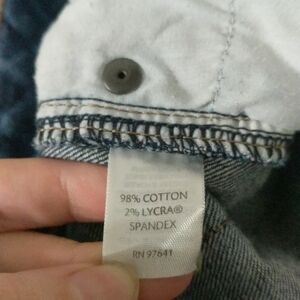 98% COTTON
2% LYCRA®
SPANDEX
RN 97641